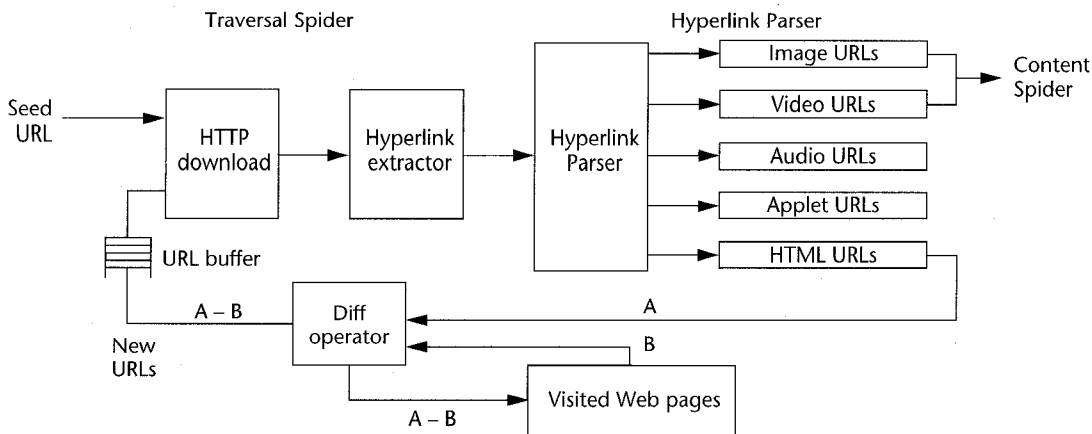 Traversal Spider
Hyperlink Parser
Seed
URL
HTTP
download
Hyperlink
extractor
Hyperlink
Parser
Image URLs
Video URLs
Audio URLs
Applet URLs
HTML URLs
Content
Spider
URL buffer
A – B
New
URLs
Diff
operator
A
B
A – B
Visited Web pages